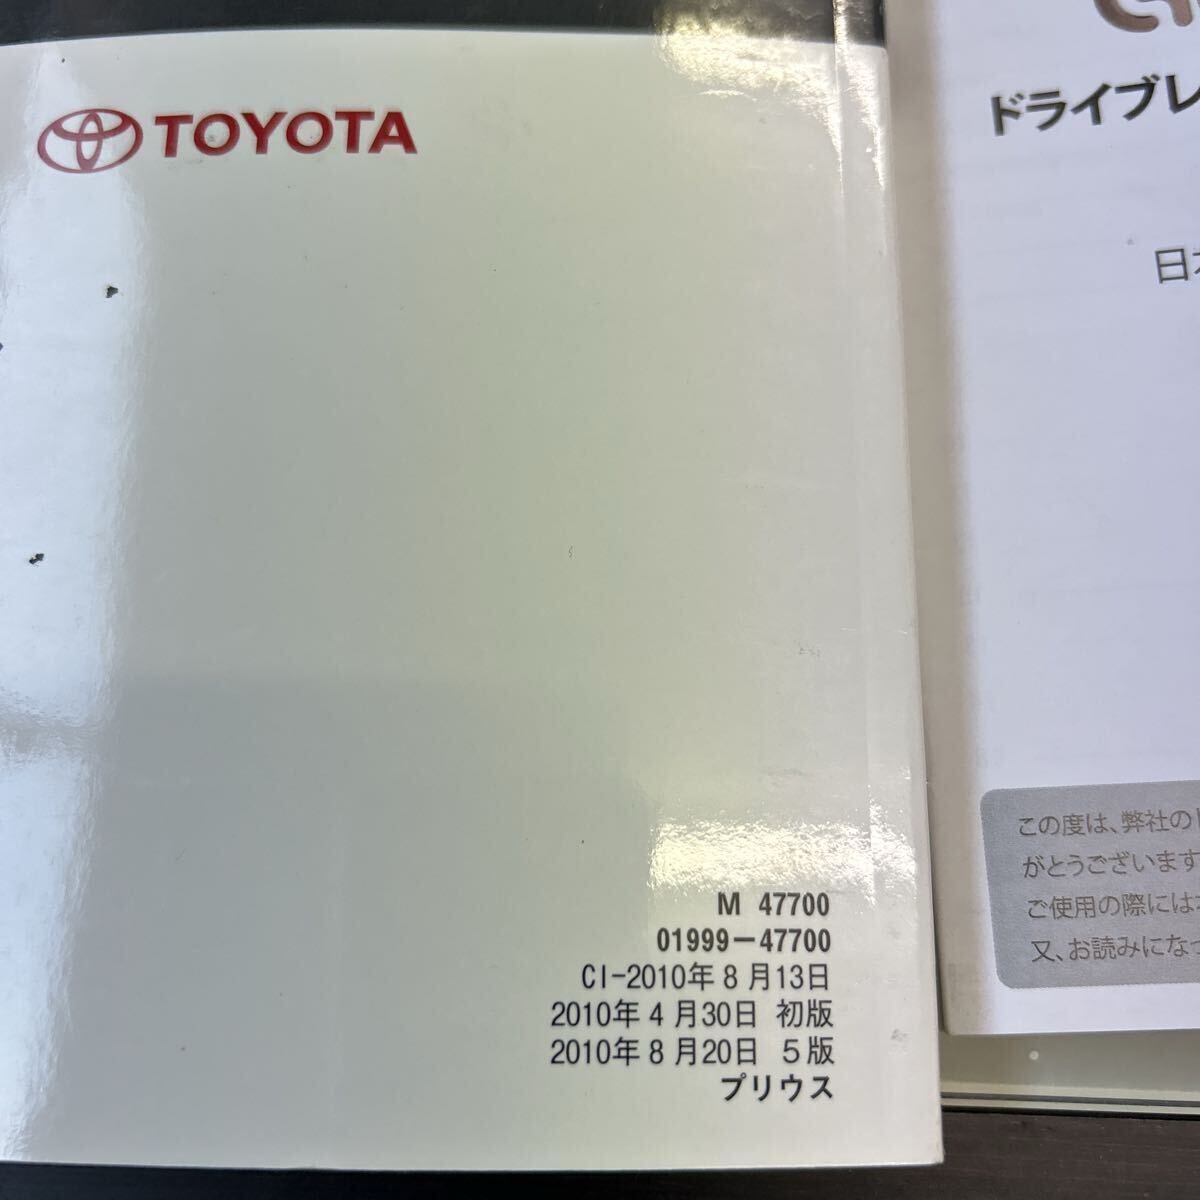 TOYOTA
M 47700
01999-47700
CI-2010年8月13日
2010年4月30日 初版
2010年8月20日 5版
プリウス
ドライブレ
日本
この度は、弊社の
がとうございます
ご使用の際には
又、お読みになっ